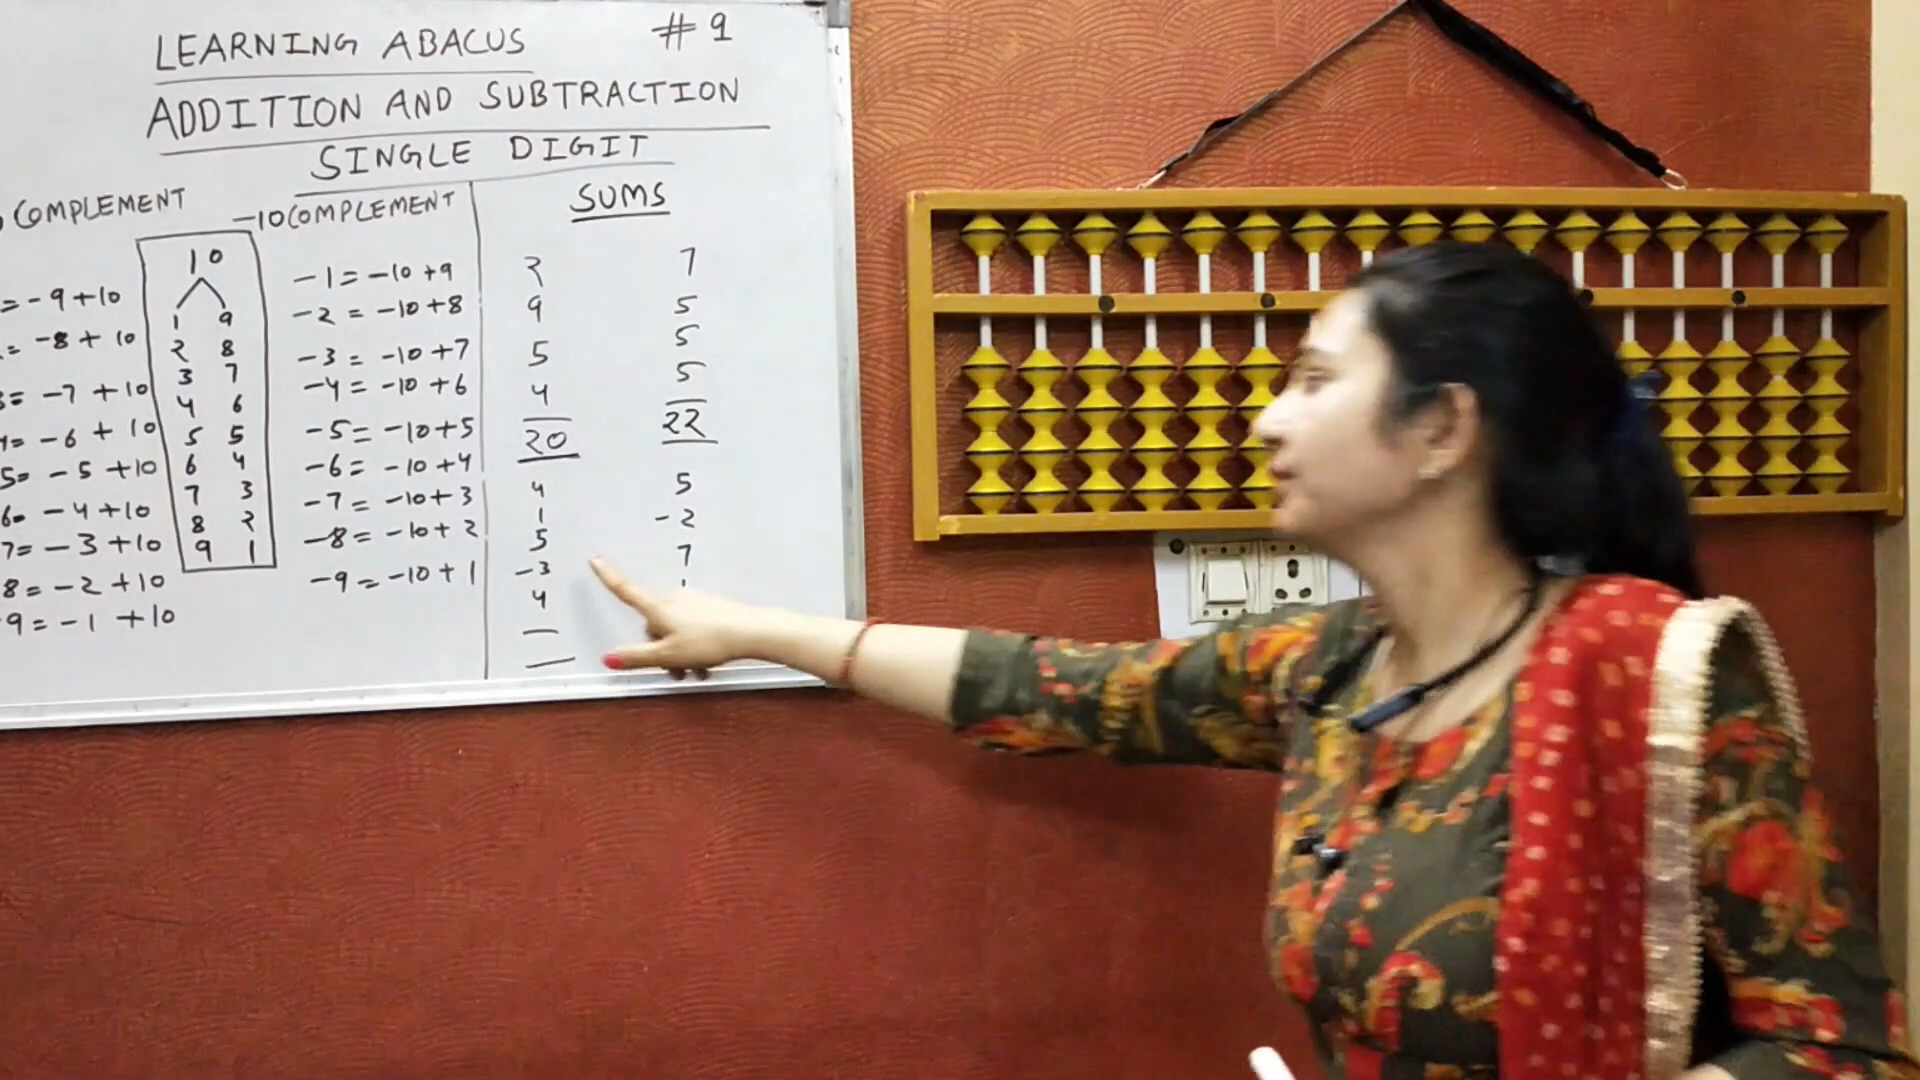 LEARNING ABACUS #9
ADDITION AND SUBTRACTION
SINGLE DIGIT
COMPLEMENT
= -9 +10
= -8 + 10
3= -7 +10
4= -6 + 10
5= -5 +10
6= -4 +10
7= -3 +10
8= -2 +10
9= -1 +10
10
1 9
2 8
3 7
4 6
5 5
6 4
7 3
8 2
9 1
-10 COMPLEMENT
-1 = -10 +9
-2 = -10 +8
-3 = -10 +7
-4 = -10 +6
-5 = -10 +5
-6 = -10 +4
-7 = -10 +3
-8 = -10 + 2
-9 = -10 + 1
SUMS
2
9
5
4
20
4
1
5
-3
4
7
5
5
5
22
5
-2
7